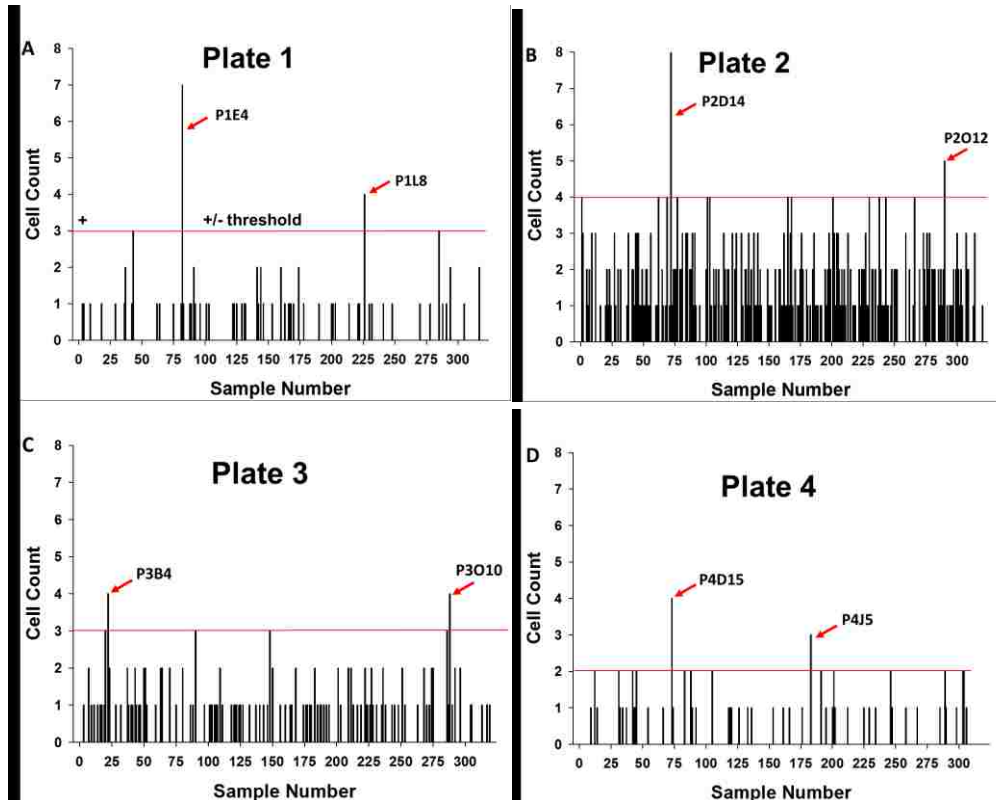 A
Plate 1
Cell Count
8
7
6
5
4
3
2
1
0
P1E4
P1L8
+
+/- threshold
0 25 50 75 100 125 150 175 200 225 250 275 300
Sample Number
B
Plate 2
Cell Count
8
7
6
5
4
3
2
1
0
P2D14
P2O12
0 25 50 75 100 125 150 175 200 225 250 275 300
Sample Number
C
Plate 3
Cell Count
8
7
6
5
4
3
2
1
0
P3B4
P3O10
25 50 75 100 125 150 175 200 225 250 275 300
Sample Number
D
Plate 4
Cell Count
8
7
6
5
4
3
2
1
0
P4D15
P4J5
0 25 50 75 100 125 150 175 200 225 250 275 300
Sample Number